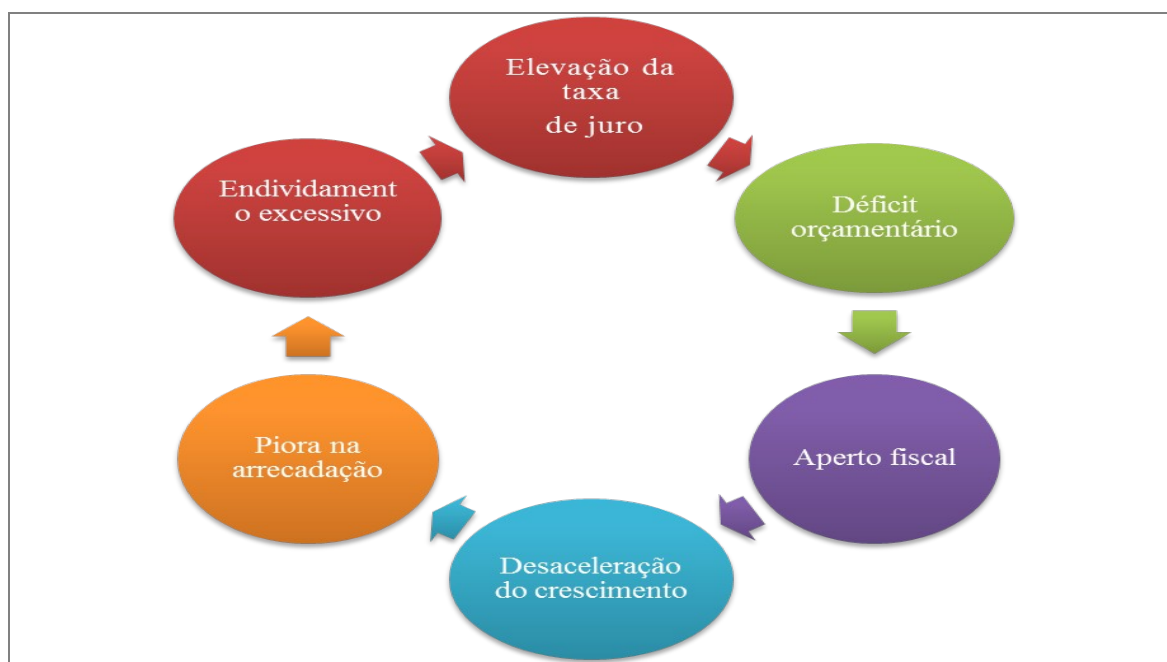 Elevação da
taxa
de juro
Endividament
o excessivo
Déficit
orçamentário
Piora na
arrecadação
Aperto fiscal
Desaceleração
do crescimento